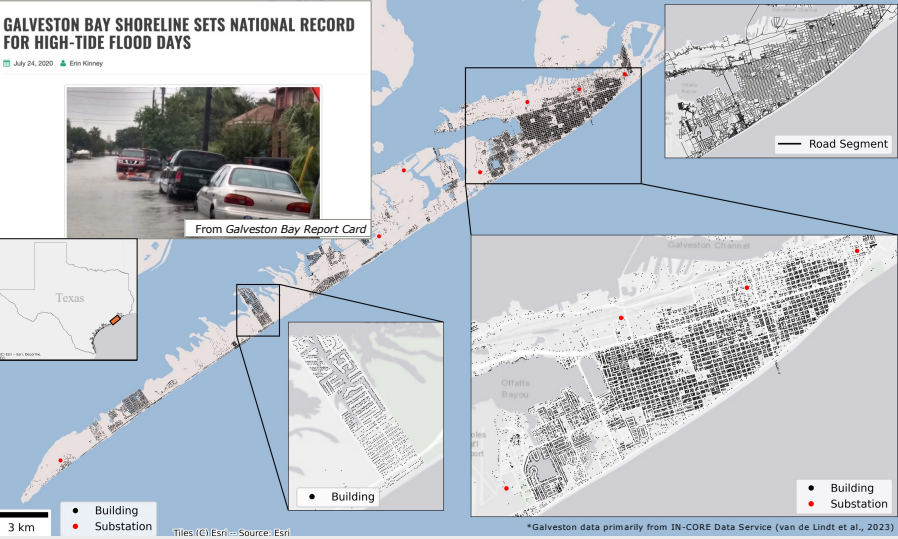 GALVESTON BAY SHORELINE SETS NATIONAL RECORD
FOR HIGH-TIDE FLOOD DAYS
July 24, 2020 Erin Kinney
From Galveston Bay Report Card
Texas
Road Segment
Galveston Channel
Offatts
Bayou
Building
Building
Substation
3 km
Building
Substation
Tiles (C) Esri -- Source: Esri
*Galveston data primarily from IN-CORE Data Service (van de Lindt et al., 2023)